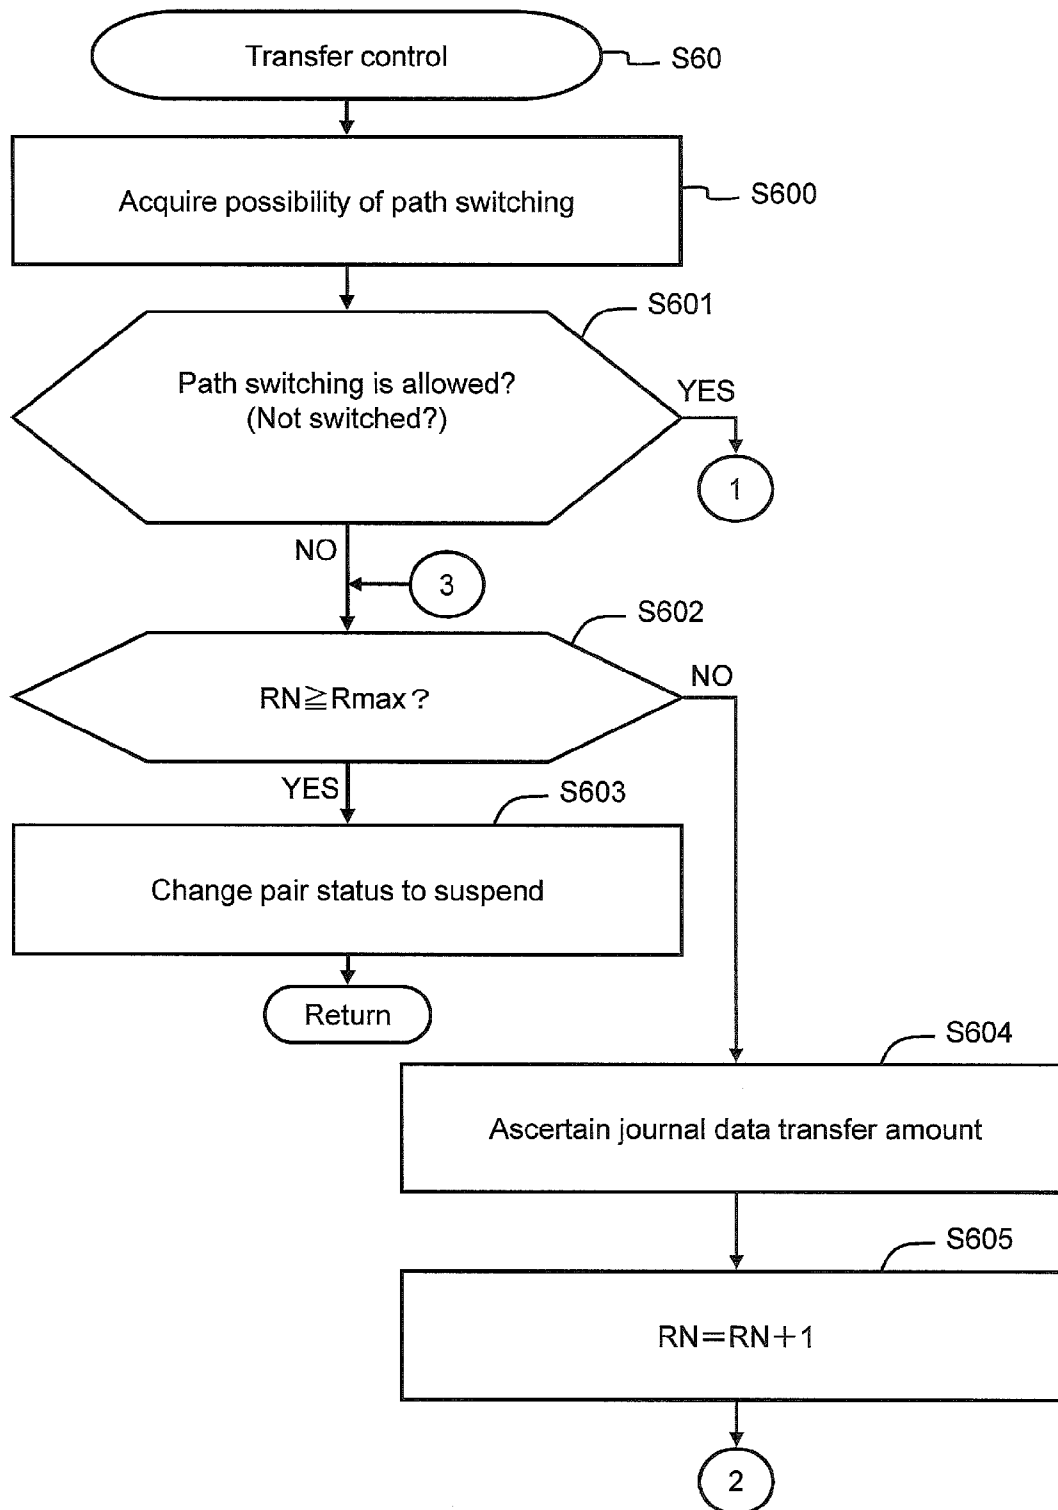 Transfer control
S60
Acquire possibility of path switching
S600
S601
Path switching is allowed?
(Not switched?)
YES
1
NO
3
S602
RN≧Rmax?
NO
YES
S603
Change pair status to suspend
Return
S604
Ascertain journal data transfer amount
S605
RN=RN+1
2